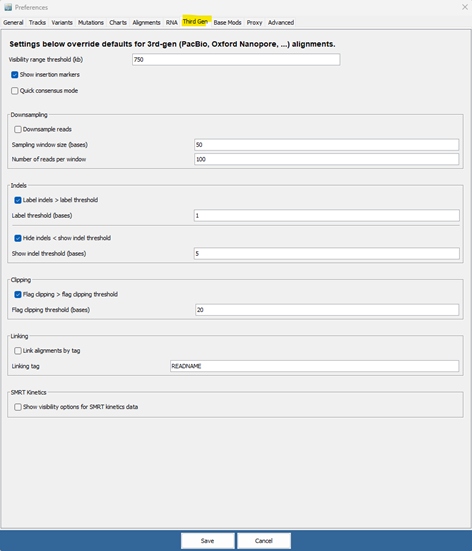 Preferences
General Tracks Variants Mutations Charts Alignments RNA Third Gen Base Mods Proxy Advanced
Settings below override defaults for 3rd-gen (PacBio, Oxford Nanopore, ...) alignments.
Visibility range threshold (kb) 750
Show insertion markers
Quick consensus mode
Downsampling
Downsample reads
Sampling window size (bases) 50
Number of reads per window 100
Indels
Label indels > label threshold
Label threshold (bases) 1
Hide indels < show indel threshold
Show indel threshold (bases) 5
Clipping
Flag clipping > flag clipping threshold
Flag clipping threshold (bases) 20
Linking
Link alignments by tag
Linking tag READNAME
SMRT Kinetics
Show visibility options for SMRT kinetics data
Save Cancel